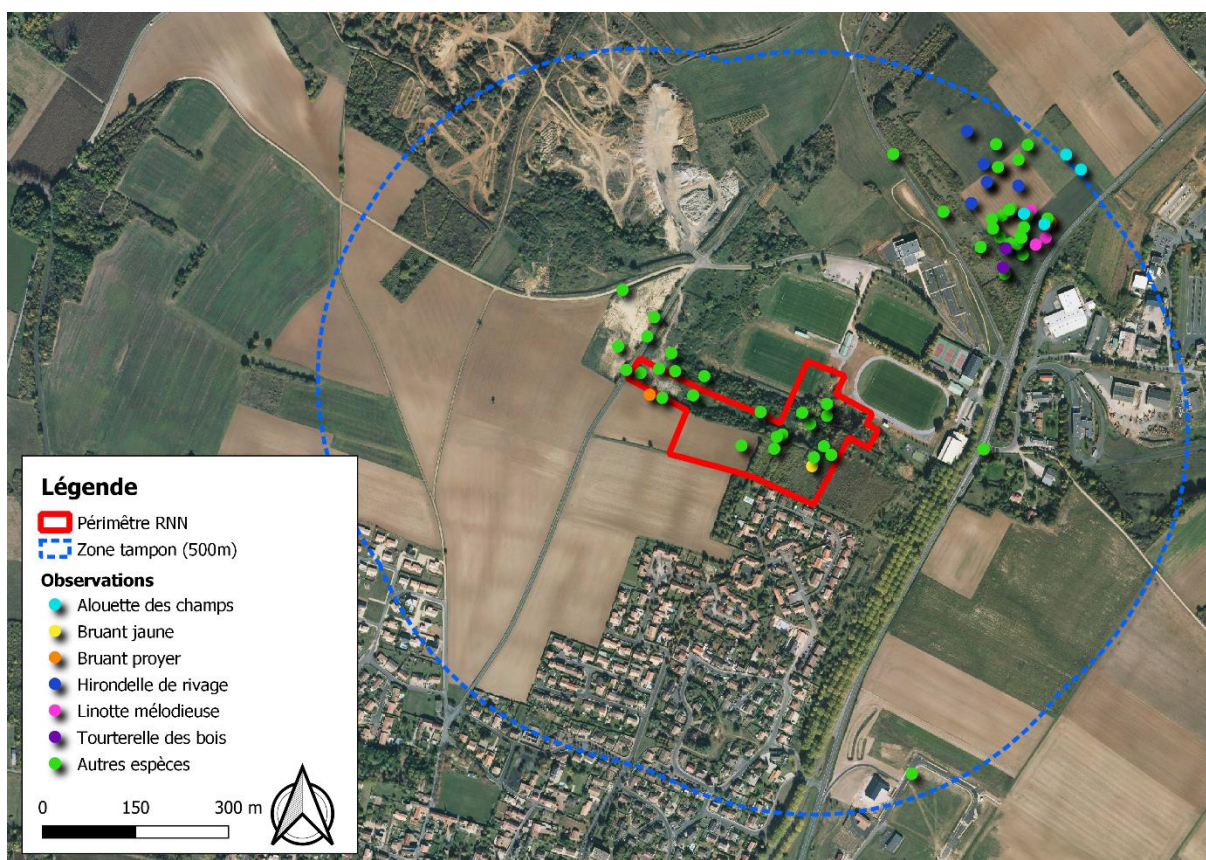 Légende
Périmêtre RNN
Zone tampon (500m)
Observations
Alouette des champs
Bruant jaune
Bruant proyer
Hirondelle de rivage
Linotte mélodieuse
Tourterelle des bois
Autres espèces
0 150 300 m